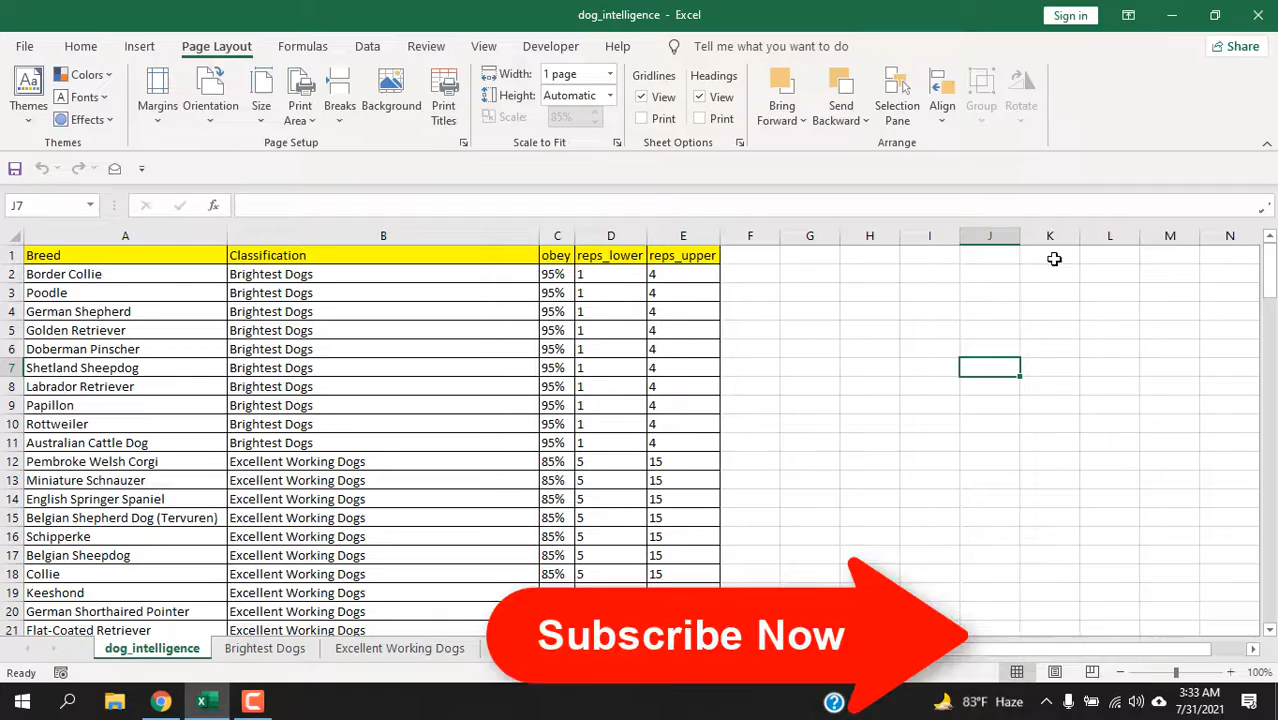 dog_intelligence - Excel
Sign in
File Home Insert Page Layout Formulas Data Review View Developer Help Tell me what you want to do Share
Themes Colors Fonts Effects Themes
Margins Orientation Size Print Area Breaks Background Print Titles Page Setup
Width: 1 page Height: Automatic Scale: 85% Scale to Fit
Gridlines View Print Headings View Print Sheet Options
Bring Forward Send Backward Selection Pane Align Group Rotate Arrange
J7 fx
A B C D E F G H I J K L M N
1 Breed Classification obey reps_lower reps_upper
2 Border Collie Brightest Dogs 95% 1 4
3 Poodle Brightest Dogs 95% 1 4
4 German Shepherd Brightest Dogs 95% 1 4
5 Golden Retriever Brightest Dogs 95% 1 4
6 Doberman Pinscher Brightest Dogs 95% 1 4
7 Shetland Sheepdog Brightest Dogs 95% 1 4
8 Labrador Retriever Brightest Dogs 95% 1 4
9 Papillon Brightest Dogs 95% 1 4
10 Rottweiler Brightest Dogs 95% 1 4
11 Australian Cattle Dog Brightest Dogs 95% 1 4
12 Pembroke Welsh Corgi Excellent Working Dogs 85% 5 15
13 Miniature Schnauzer Excellent Working Dogs 85% 5 15
14 English Springer Spaniel Excellent Working Dogs 85% 5 15
15 Belgian Shepherd Dog (Tervuren) Excellent Working Dogs 85% 5 15
16 Schipperke Excellent Working Dogs 85% 5 15
17 Belgian Sheepdog Excellent Working Dogs 85% 5 15
18 Collie Excellent Working Dogs 85% 5 15
19 Keeshond Excellent Working Dogs
20 German Shorthaired Pointer Excellent Working Dogs
21 Flat-Coated Retriever Excellent Working Dogs
Subscribe Now
dog_intelligence Brightest Dogs Excellent Working Dogs
Ready 100%
83°F Haze 3:33 AM
7/31/2021